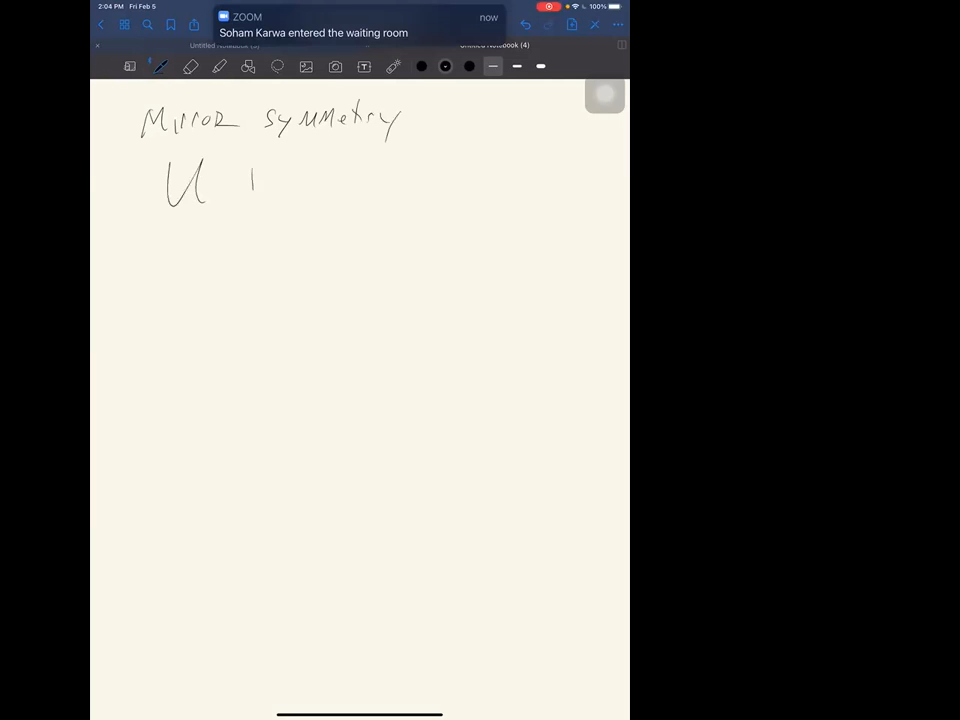 2:04 PM Fri Feb 5
100%
ZOOM now
Soham Karwa entered the waiting room
Untitled Notebook (4)
Mirror symmetry
U